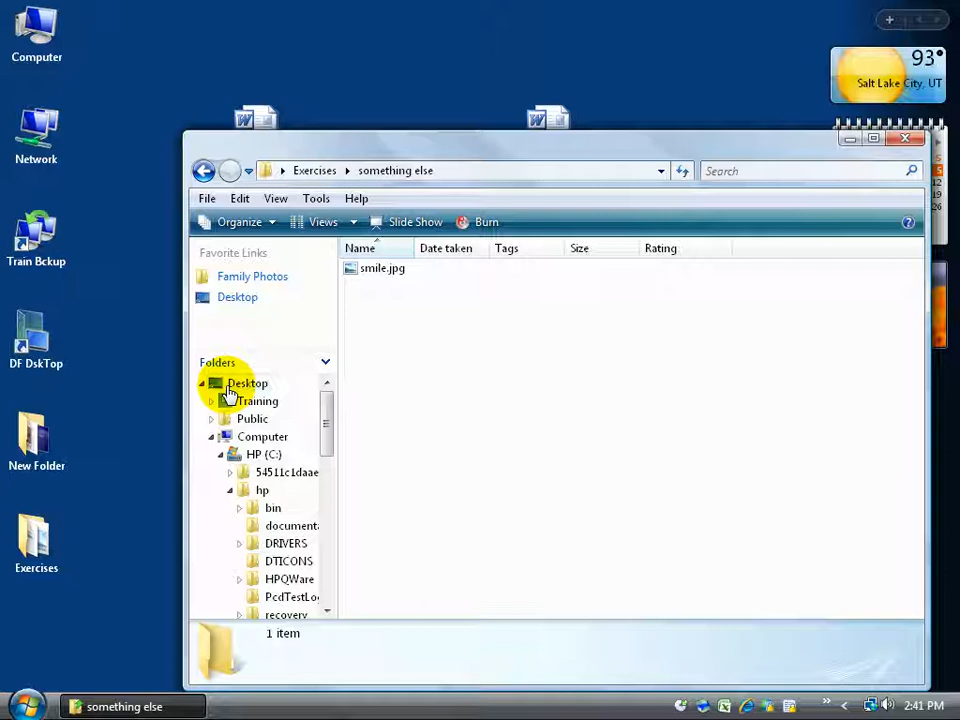 Computer
Network
Train Bckup
DF DskTop
New Folder
Exercises
93°
Salt Lake City, UT
Exercises something else
Search
File Edit View Tools Help
Organize Views Slide Show Burn
Favorite Links
Family Photos
Desktop
Folders
Desktop
Training
Public
Computer
HP (C:)
54511c1daae
hp
bin
documenta
DRIVERS
DTICONS
HPQWare
PcdTestLo
recovery
Name Date taken Tags Size Rating
smile.jpg
1 item
something else
2:41 PM